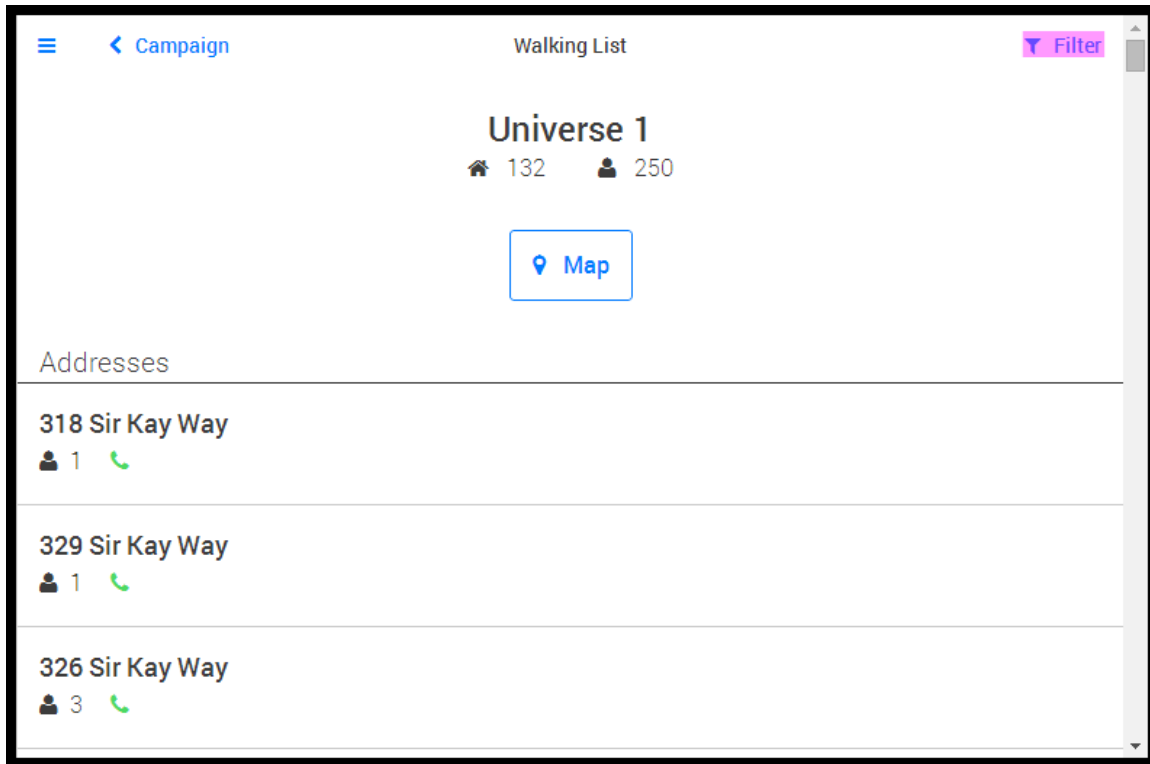 Campaign Walking List Filter
Universe 1
132 250
Map
Addresses
318 Sir Kay Way
1
329 Sir Kay Way
1
326 Sir Kay Way
3